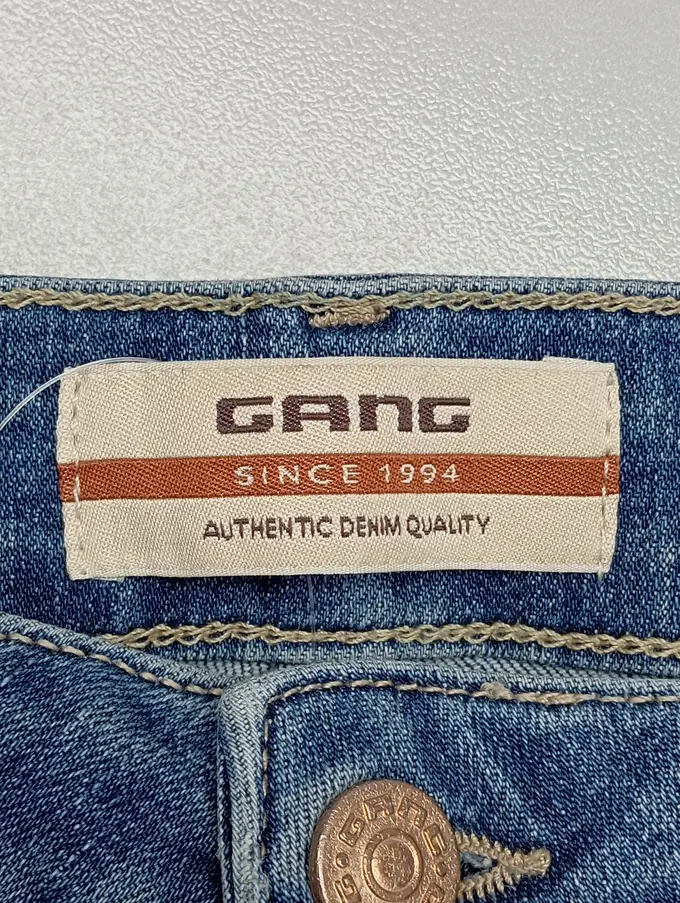 GANG
SINCE 1994
AUTHENTIC DENIM QUALITY
GANG